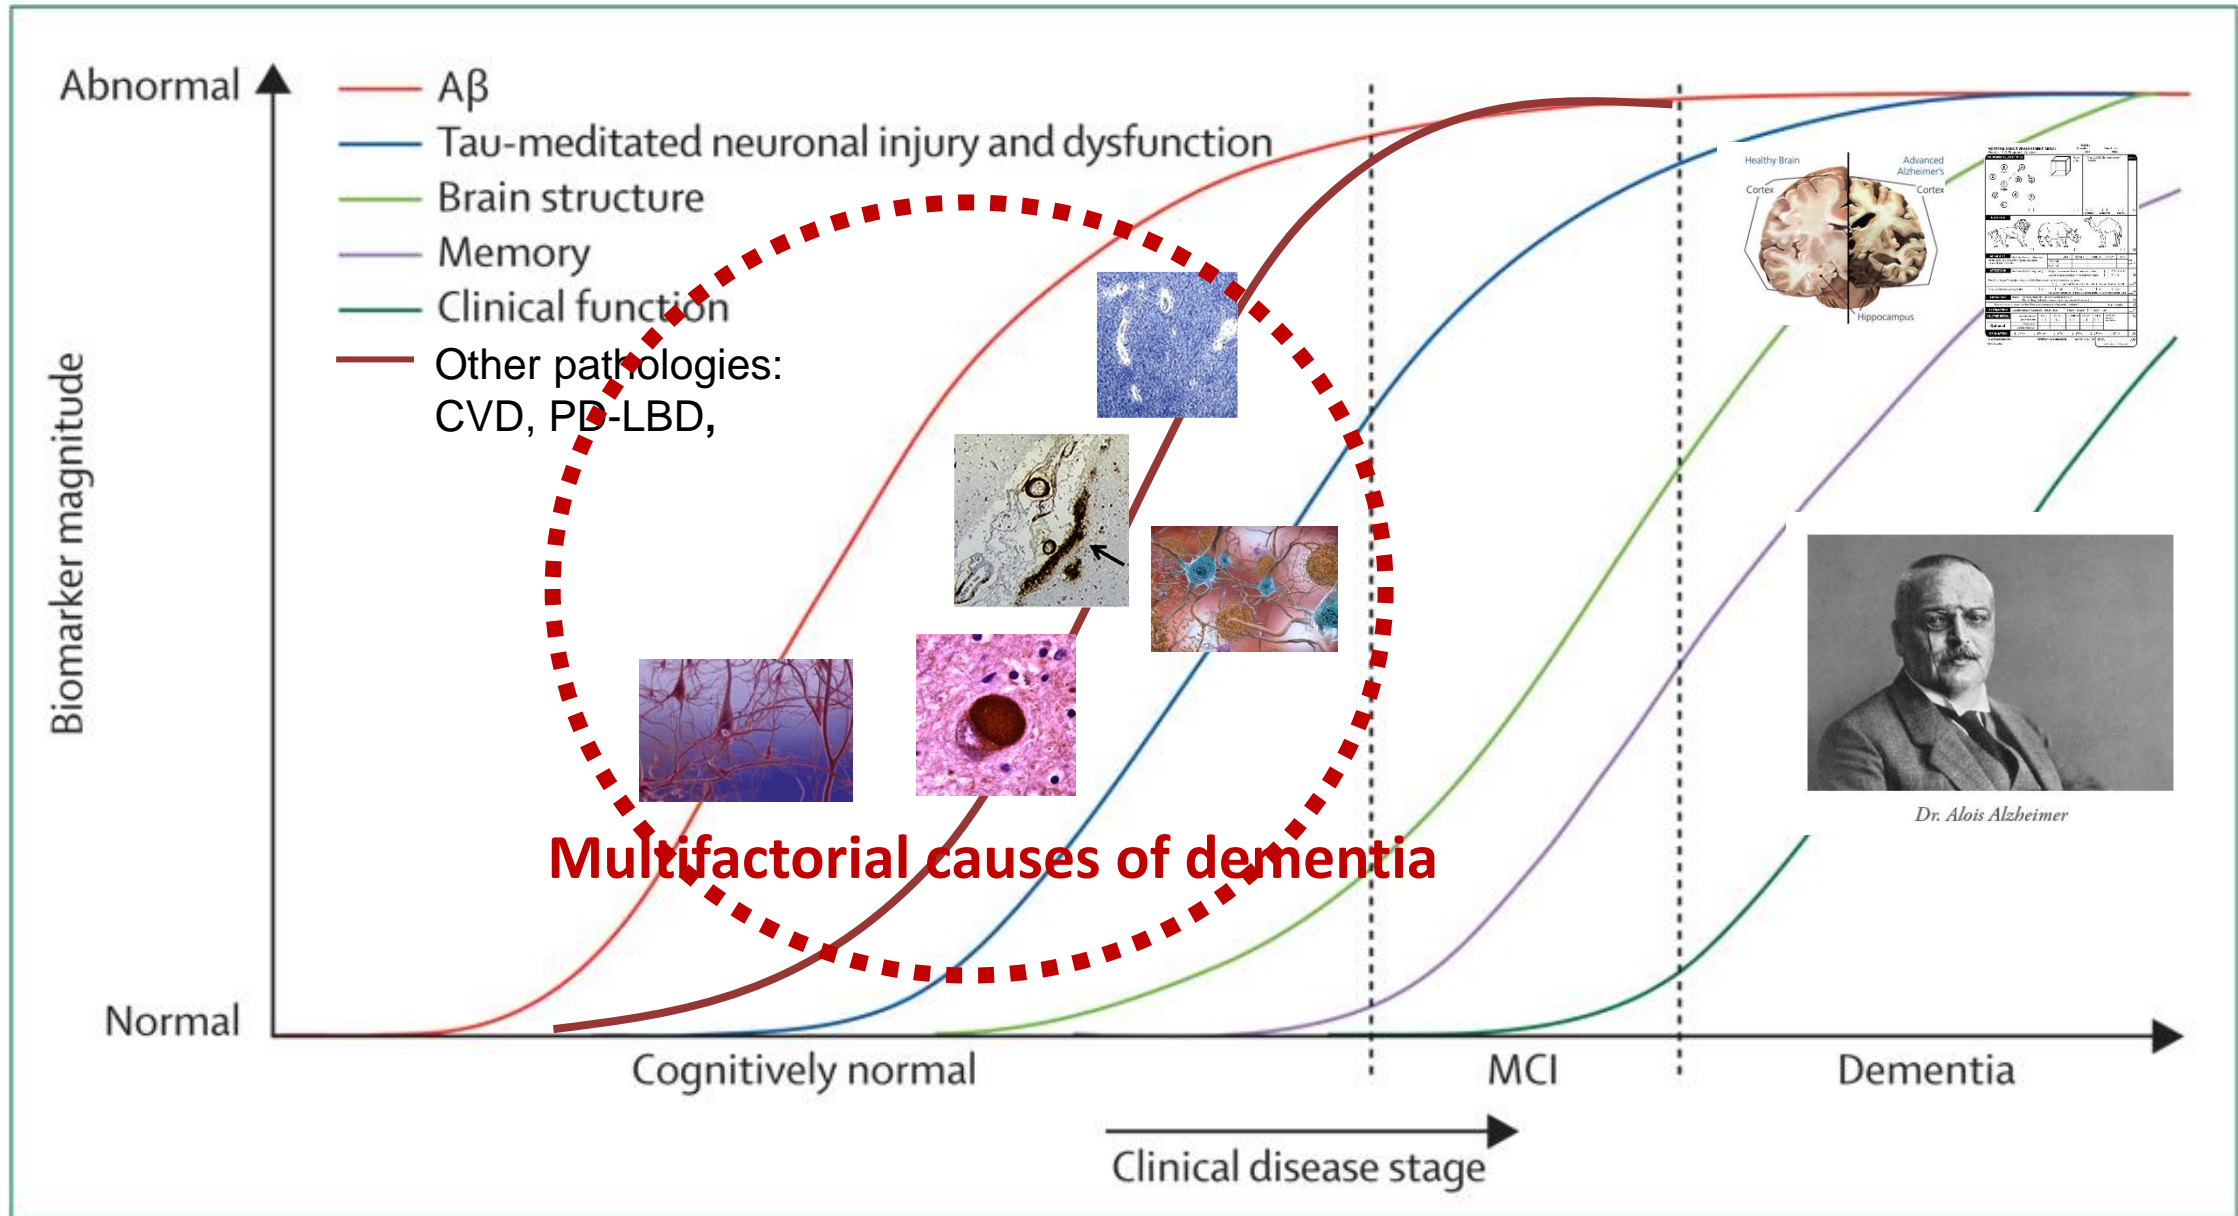 Abnormal
Aβ
Tau-meditated neuronal injury and dysfunction
Brain structure
Memory
Clinical function
Other pathologies:
CVD, PD-LBD,
Healthy Brain
Advanced
Alzheimer's
Cortex
Cortex
Hippocampus
Biomarker magnitude
Dr. Alois Alzheimer
Multifactorial causes of dementia
Normal
Cognitively normal
MCI
Dementia
Clinical disease stage